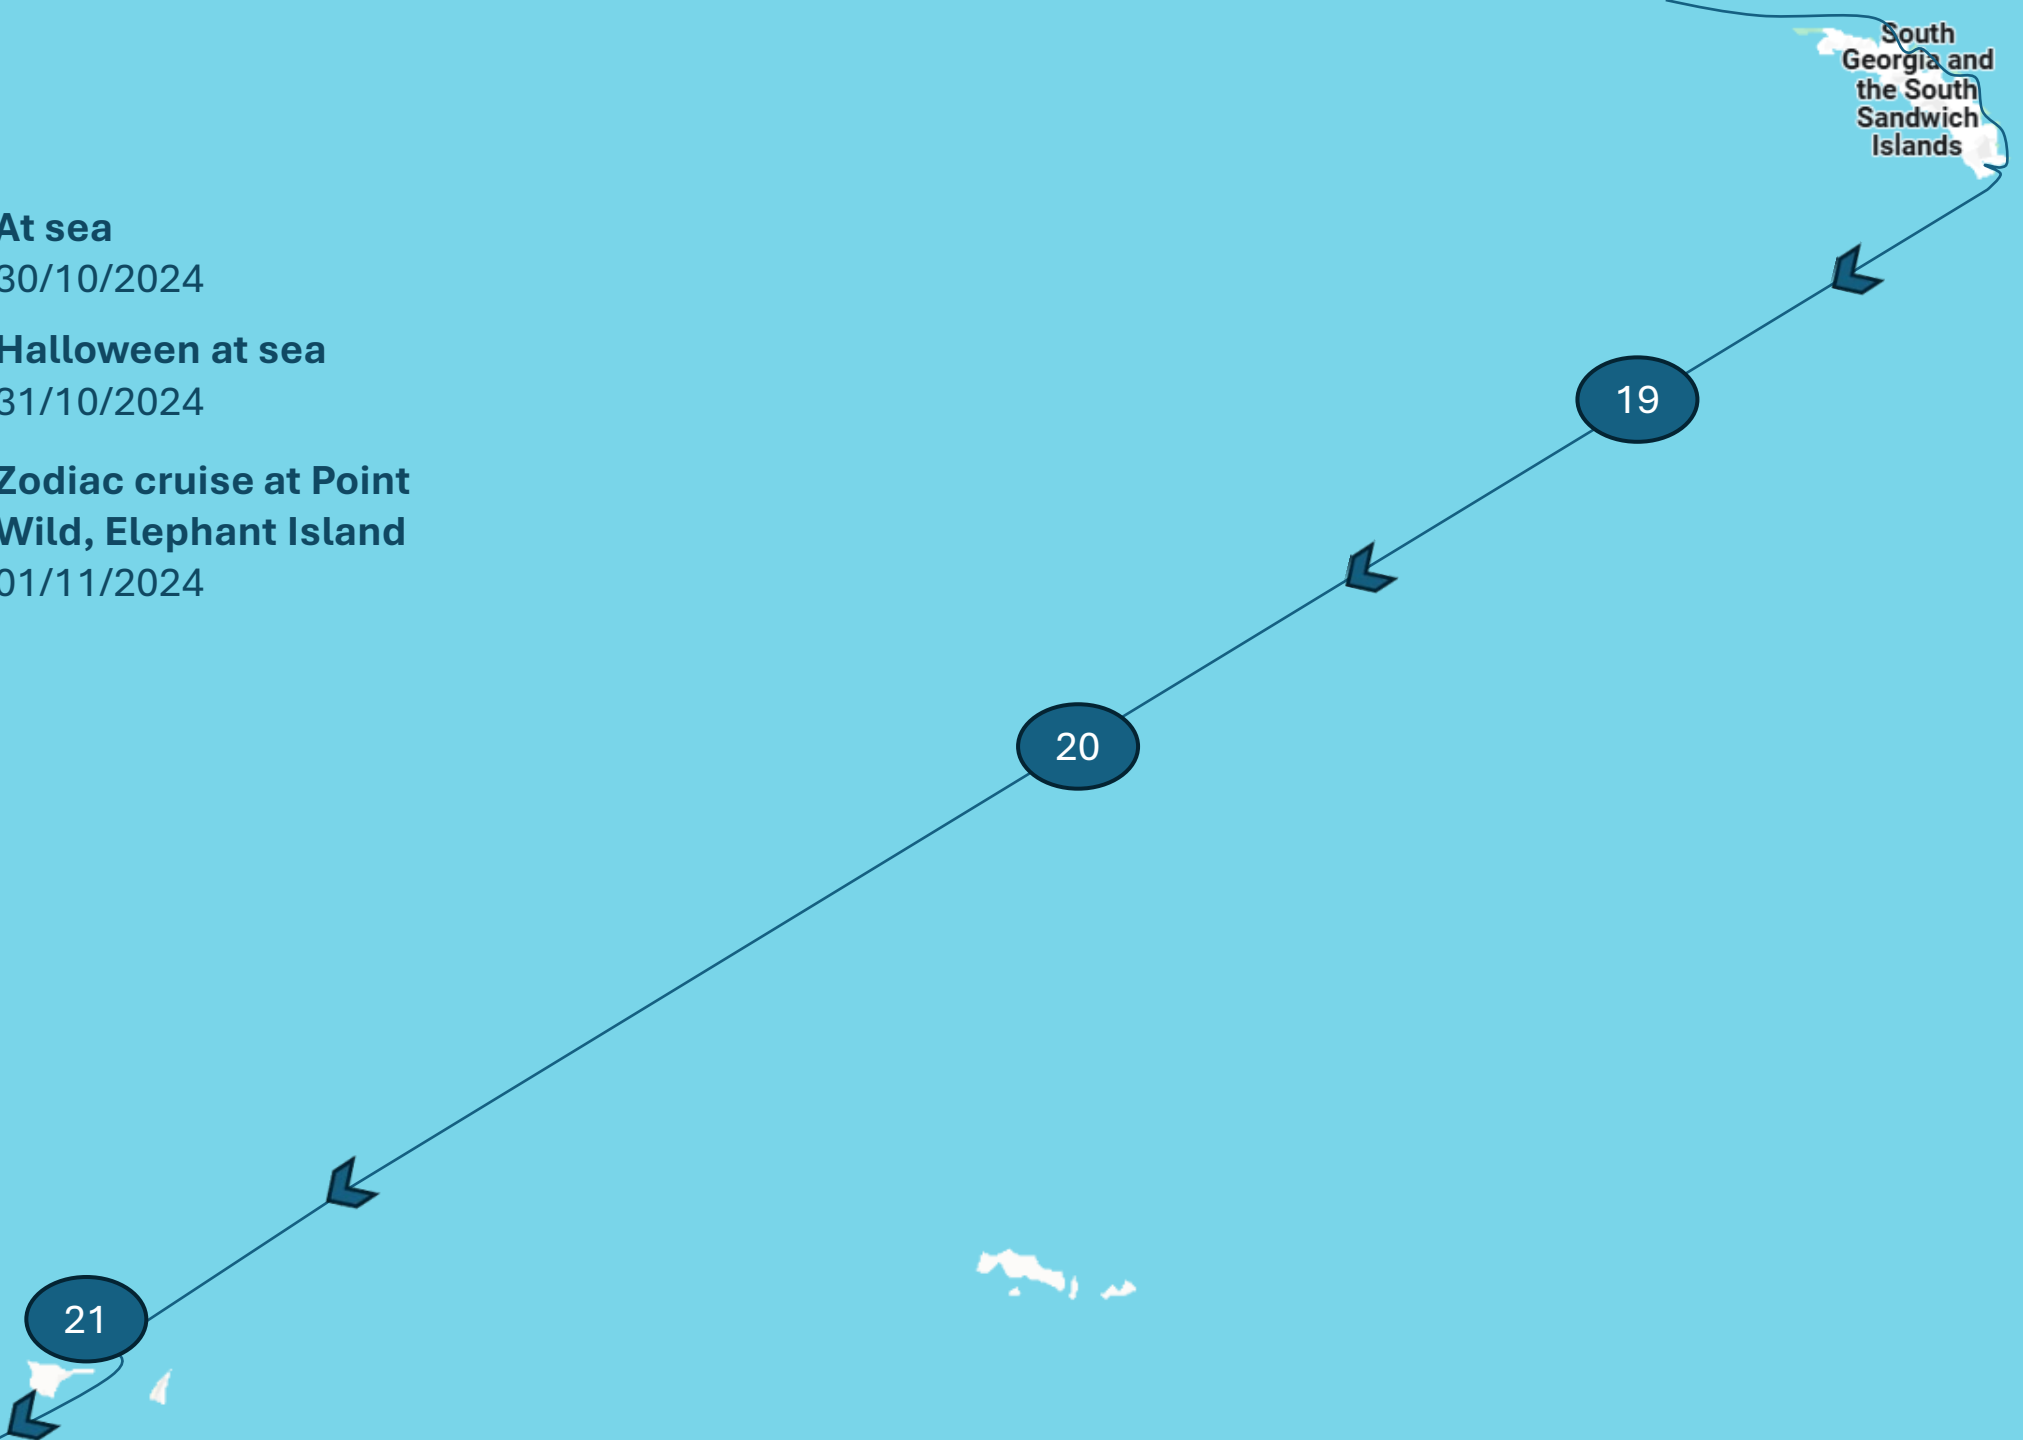 At sea
30/10/2024
Halloween at sea
31/10/2024
Zodiac cruise at Point
Wild, Elephant Island
01/11/2024
South
Georgia and
the South
Sandwich
Islands
19
20
21